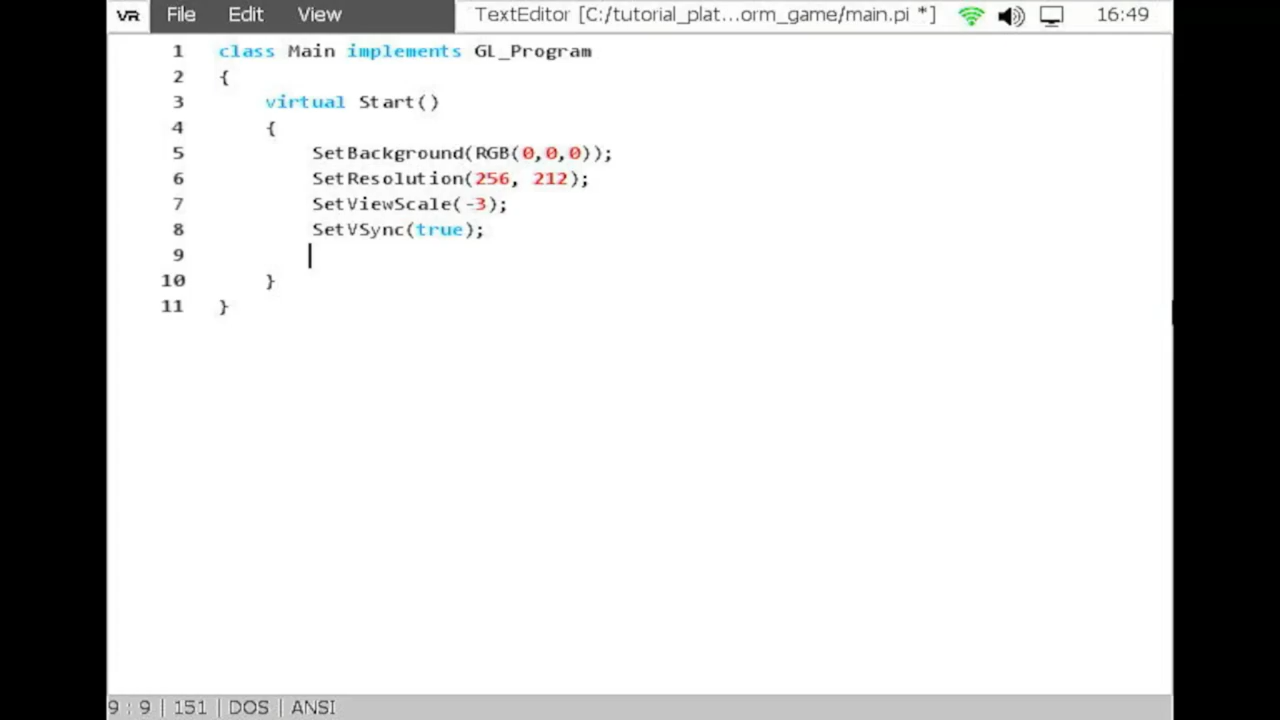 VR File Edit View TextEditor [C:/tutorial_plat...orm_game/main.pi *] 16:49
1 class Main implements GL_Program
2 {
3 virtual Start()
4 {
5 SetBackground(RGB(0,0,0));
6 SetResolution(256, 212);
7 SetViewScale(-3);
8 SetVSync(true);
9
10 }
11 }
9 : 9 | 151 | DOS | ANSI